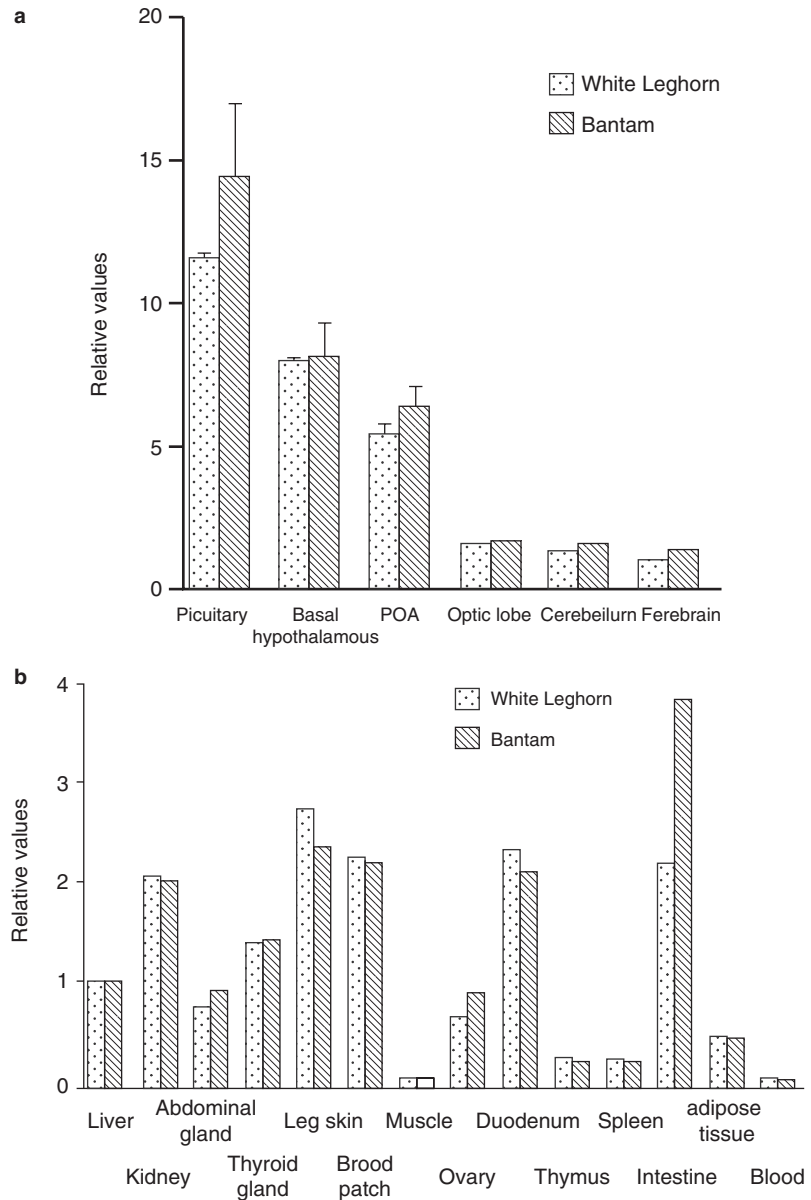 a
20
15
10
5
0
Relative values
White Leghorn
Bantam
Picuitary
Basal
hypothalamous
POA
Optic lobe
Cerebeilurn
Ferebrain
b
4
3
2
1
0
Relative values
White Leghorn
Bantam
Liver
Kidney
Abdominal
gland
Thyroid
gland
Leg skin
Brood
patch
Muscle
Ovary
Duodenum
Thymus
Spleen
Intestine
adipose
tissue
Blood